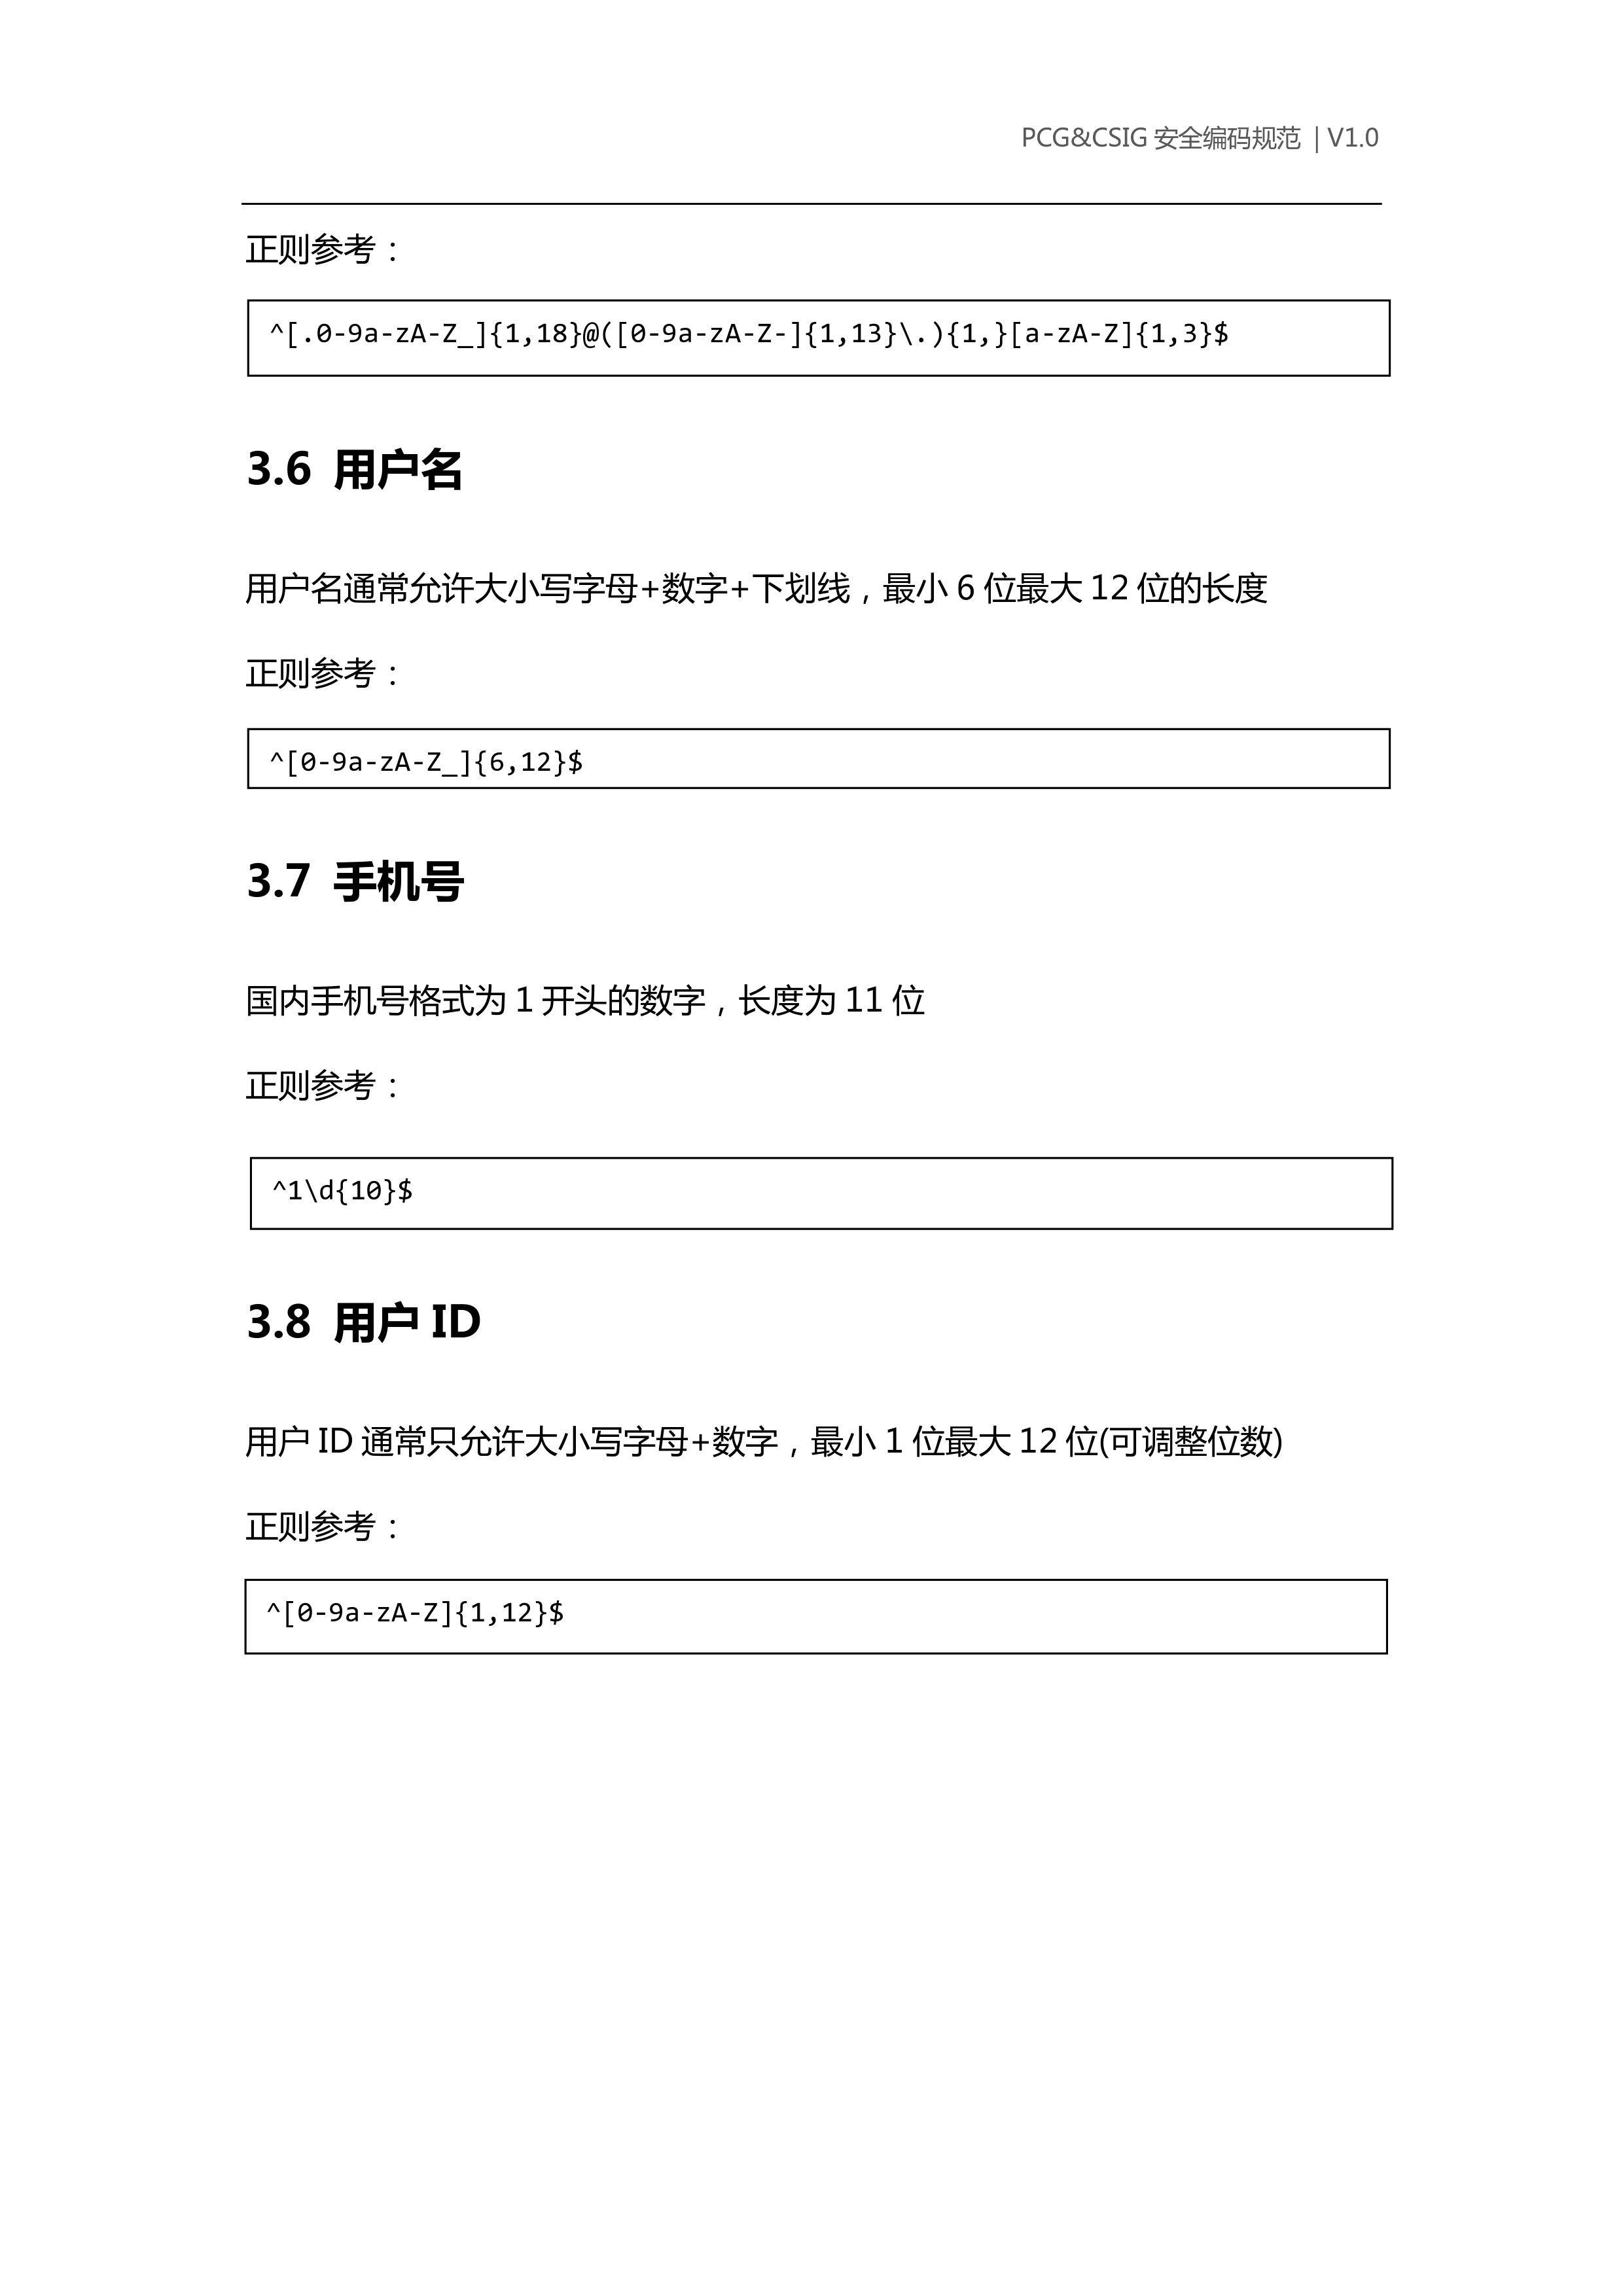 PCG&CSIG 安全编码规范 | V1.0
正则参考：
^[.0-9a-zA-Z_]{1,18}@([0-9a-zA-Z-]{1,13}\.){1,}[a-zA-Z]{1,3}$
3.6 用户名
用户名通常允许大小写字母+数字+下划线，最小 6 位最大 12 位的长度
正则参考：
^[0-9a-zA-Z_]{6,12}$
3.7 手机号
国内手机号格式为 1 开头的数字，长度为 11 位
正则参考：
^1\d{10}$
3.8 用户 ID
用户 ID 通常只允许大小写字母+数字，最小 1 位最大 12 位(可调整位数)
正则参考：
^[0-9a-zA-Z]{1,12}$